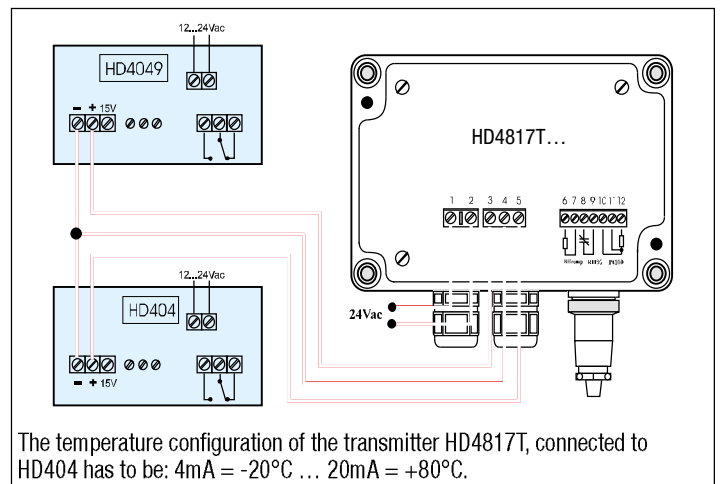 12...24Vac
HD4049
− + 15V
HD4817T...
1 2 3 4 5
6 7 8 9 10 11 12
24Vac
12...24Vac
HD404
− + 15V
The temperature configuration of the transmitter HD4817T, connected to
HD404 has to be: 4mA = -20°C ... 20mA = +80°C.